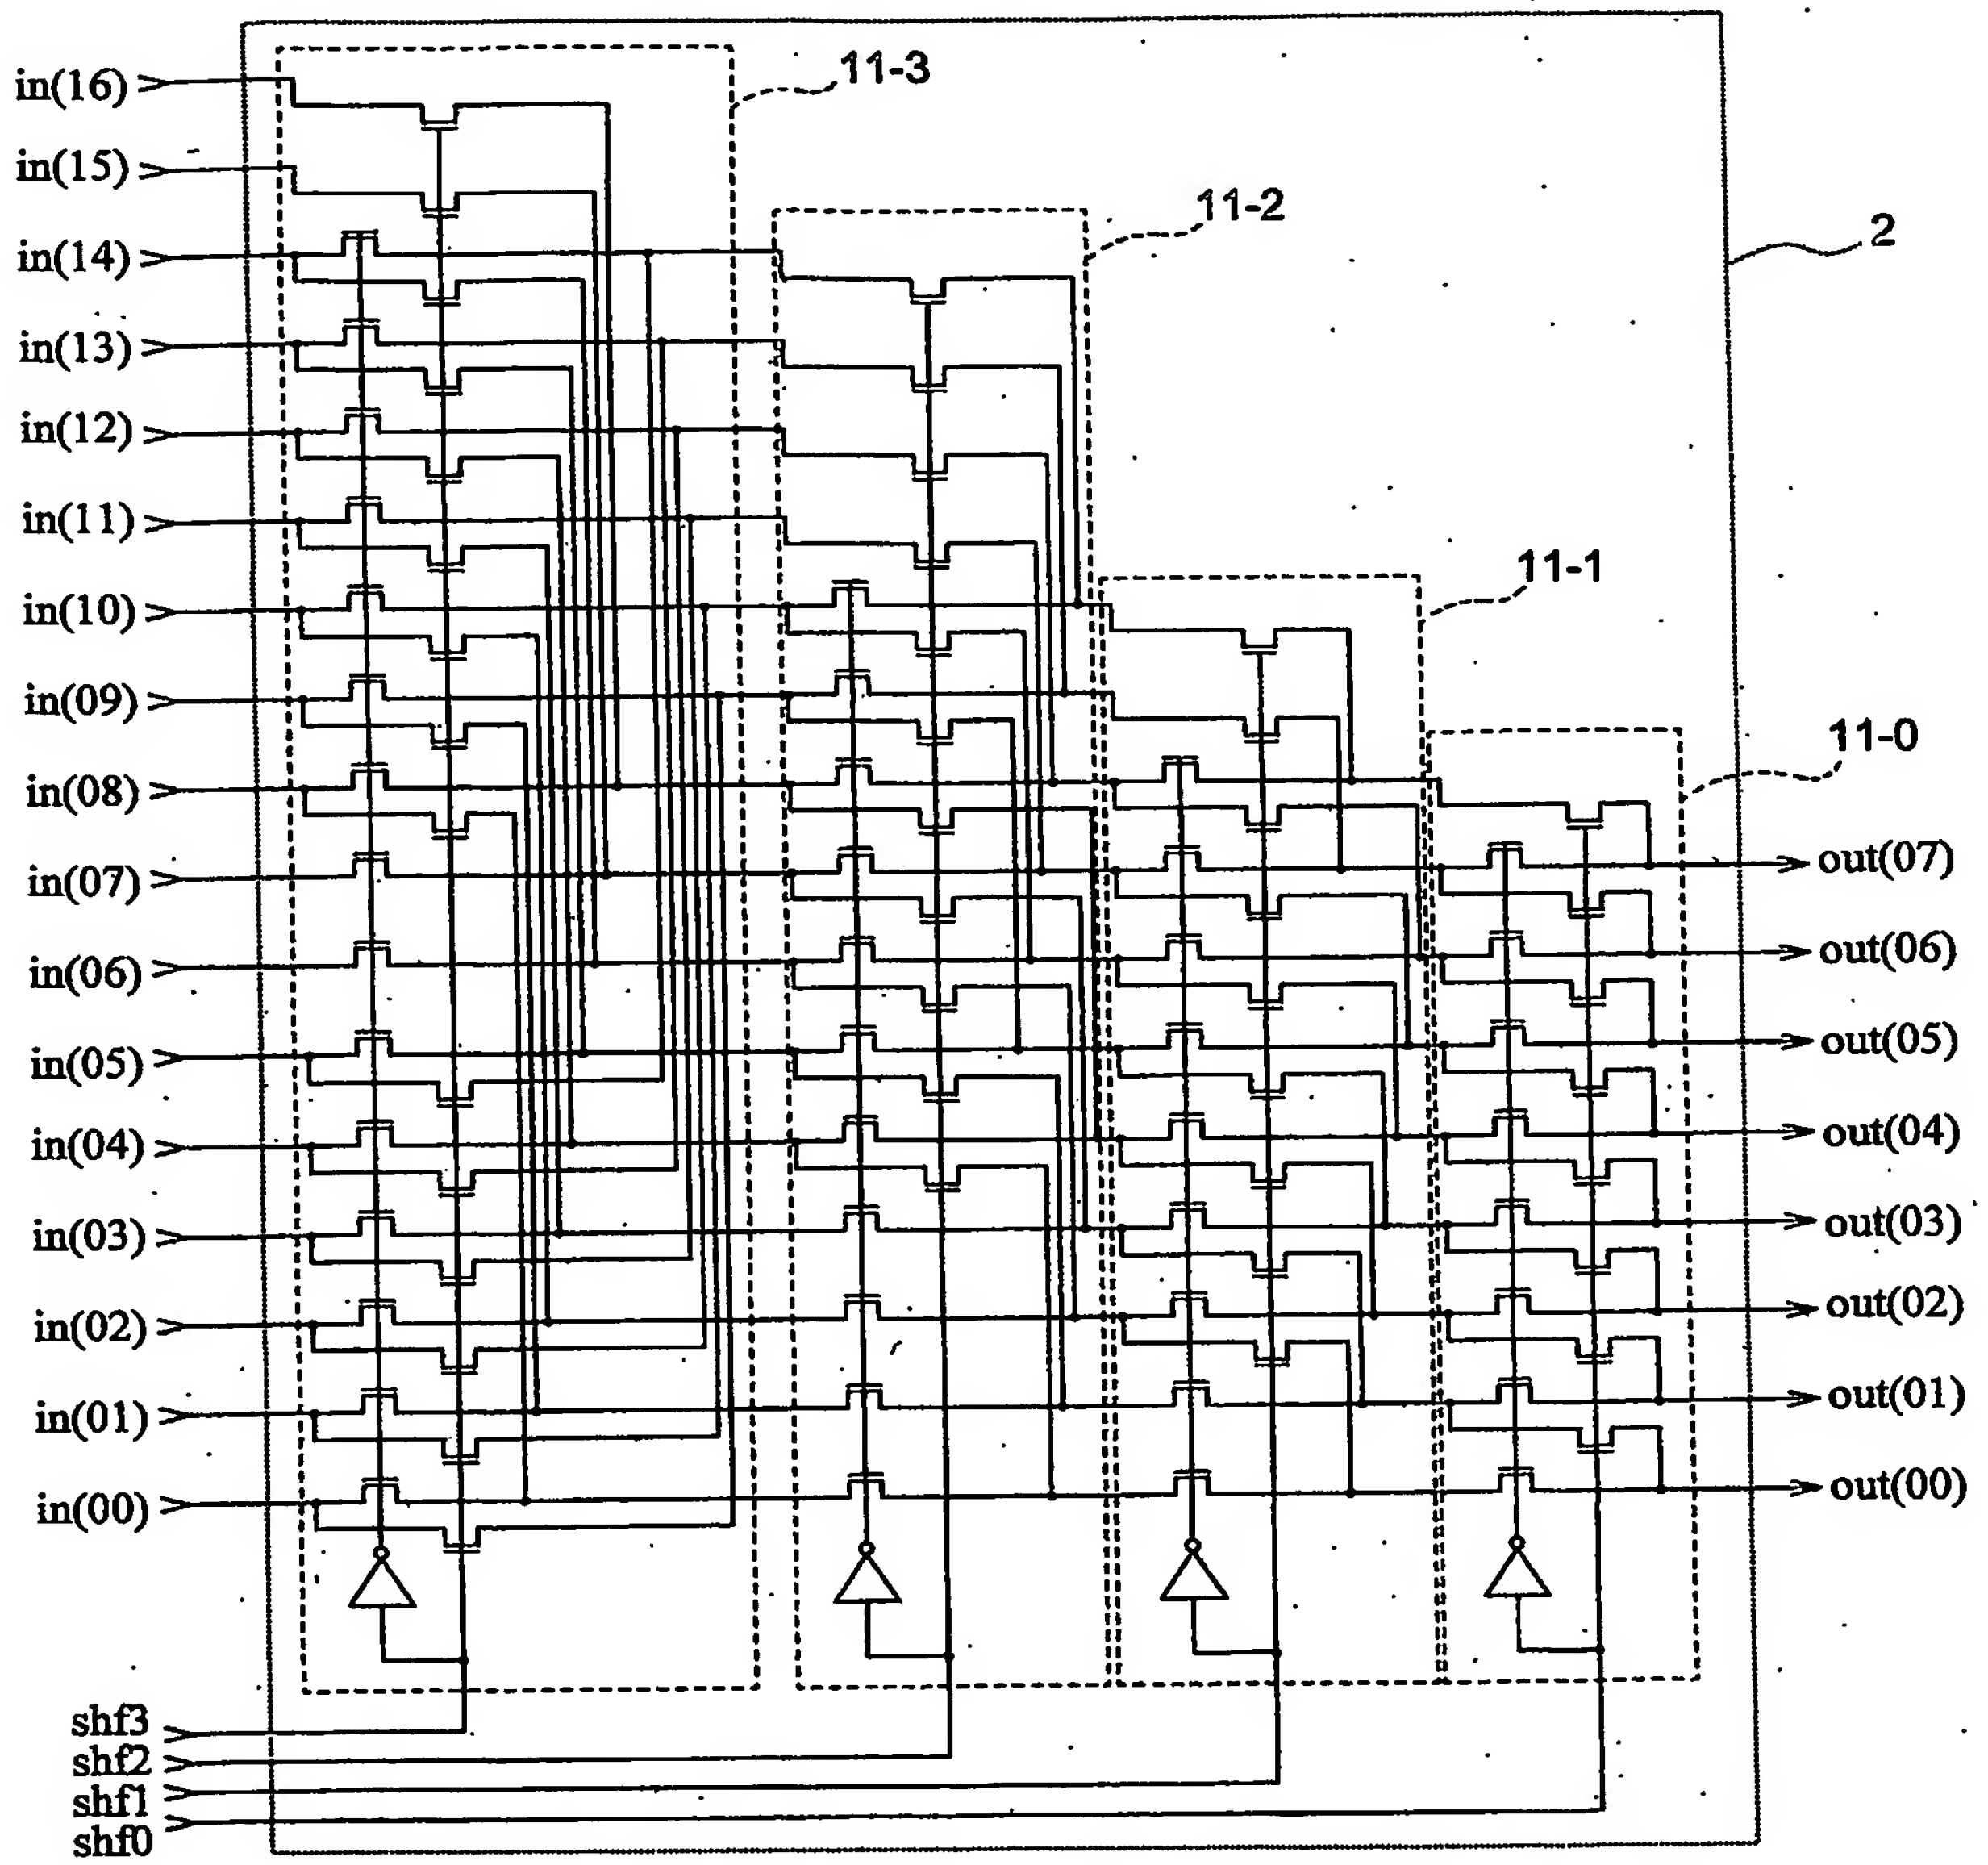 11-3
in(16)
in(15)
11-2
2
in(14)
in(13)
in(12)
in(11)
11-1
in(10)
in(09)
11-0
in(08)
out(07)
in(07)
out(06)
in(06)
out(05)
in(05)
out(04)
in(04)
out(03)
in(03)
out(02)
in(02)
out(01)
in(01)
out(00)
in(00)
shf3
shf2
shf1
shf0